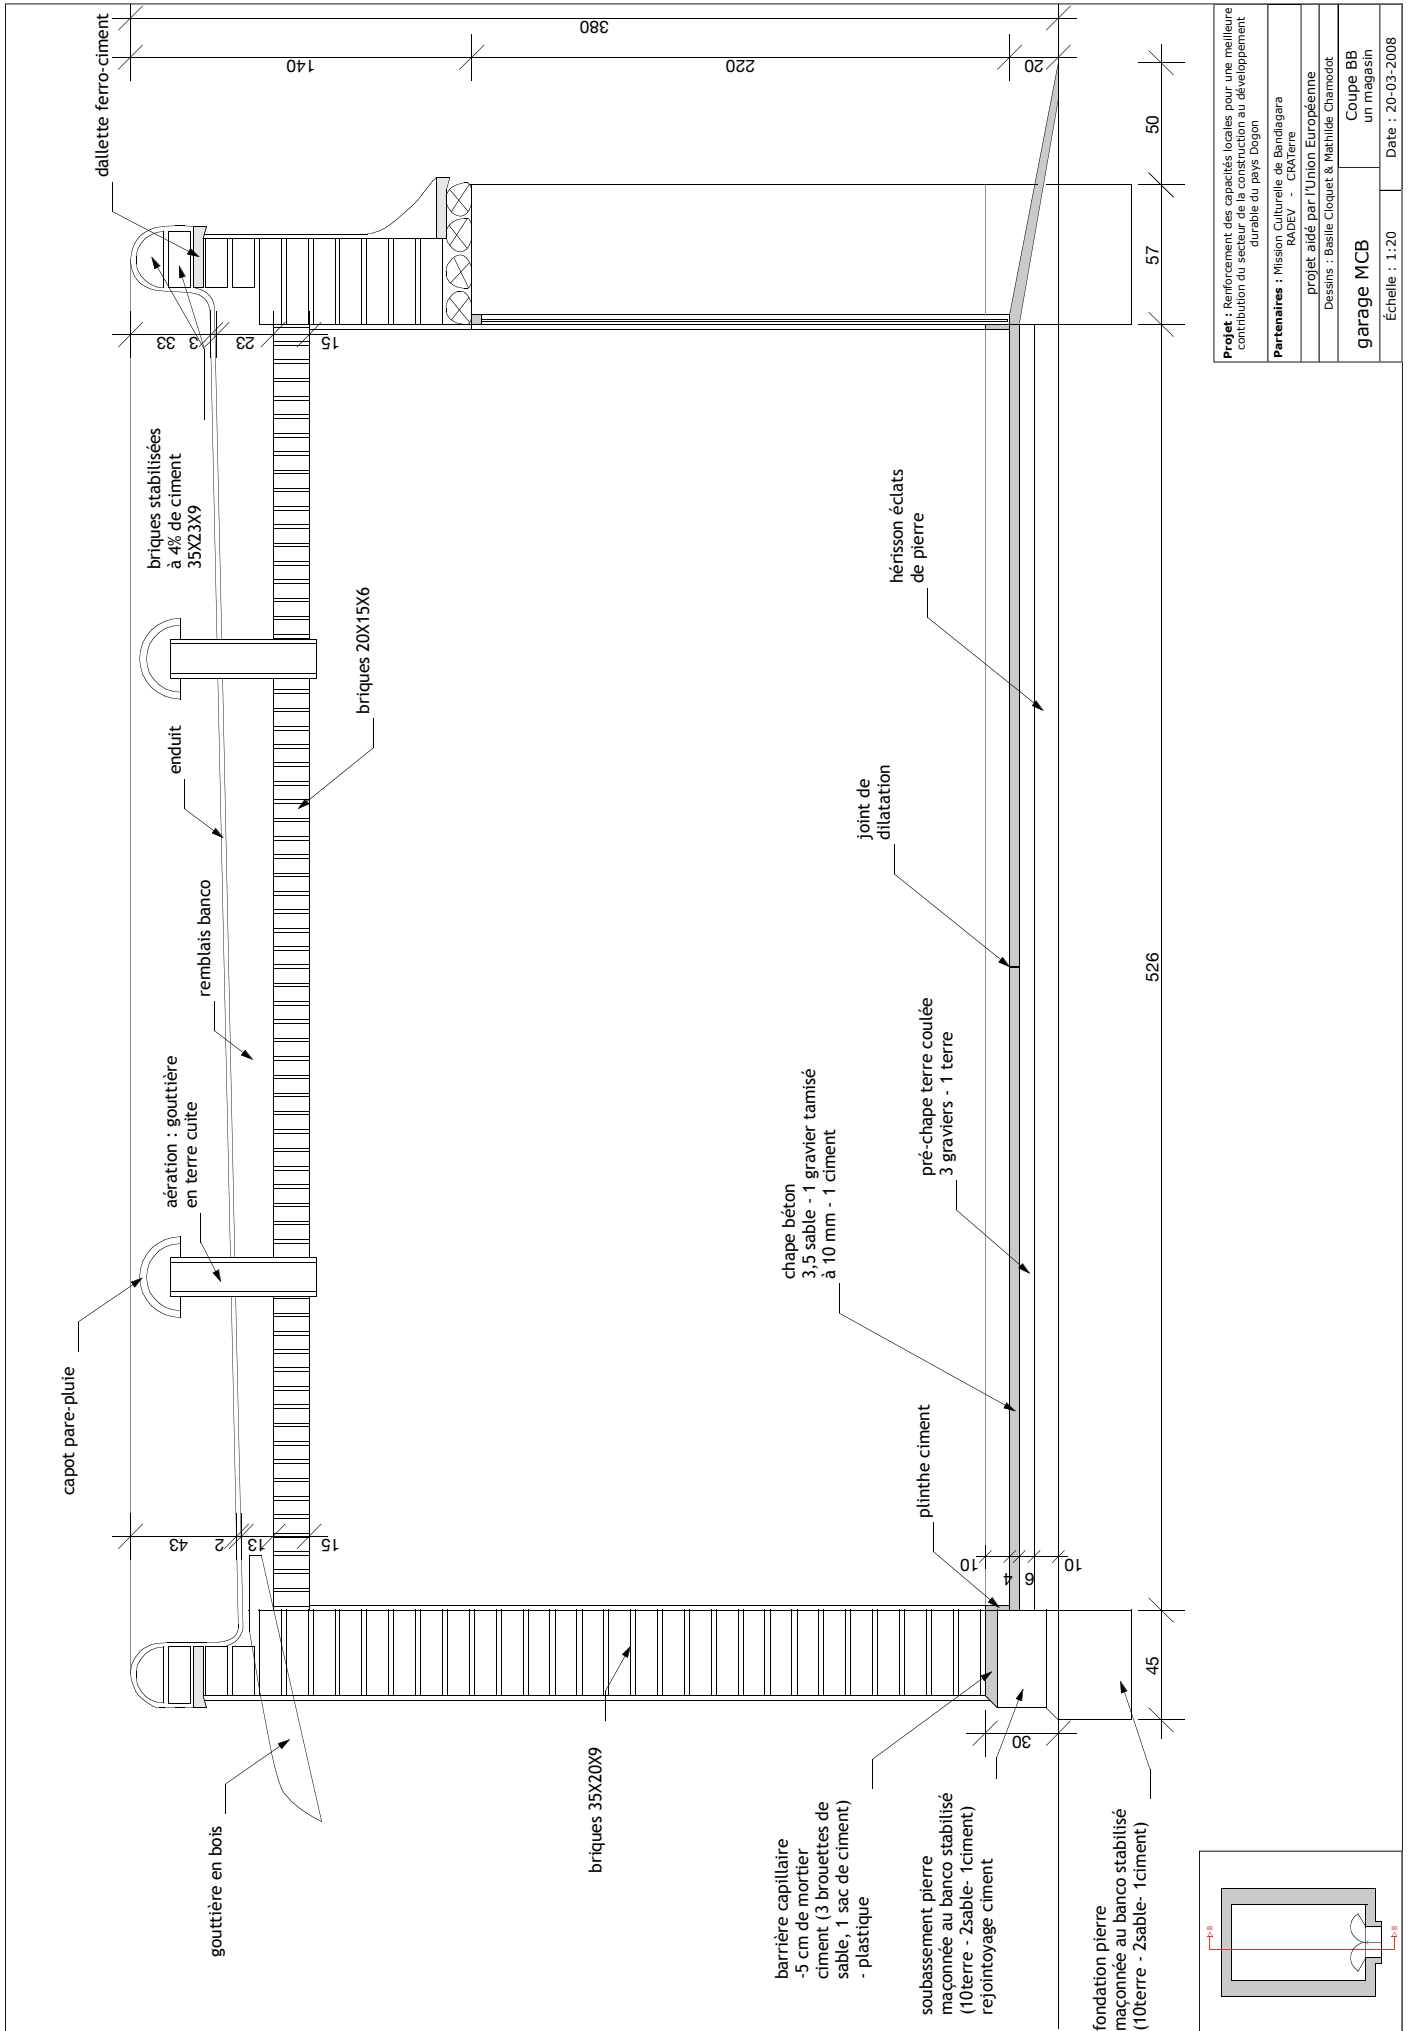 gouttière en bois
capot pare-pluie
aération : gouttière
en terre cuite
remblais banco
enduit
briques stabilisées
à 4% de ciment
35X23X9
dallette ferro-ciment
briques 35X20X9
briques 20X15X6
barrière capillaire
-5 cm de mortier
ciment (3 brouettes de
sable, 1 sac de ciment)
- plastique
soubassement pierre
maçonnée au banco stabilisé
(10terre - 2sable- 1ciment)
rejointoyage ciment
fondation pierre
maçonnée au banco stabilisé
(10terre - 2sable- 1ciment)
plinthe ciment
chape béton
3,5 sable - 1 gravier tamisé
à 10 mm - 1 ciment
pré-chape terre coulée
3 graviers - 1 terre
joint de
dilatation
hérisson éclats
de pierre
43
2
13
15
33
3
23
15
140
220
20
380
10
4
6
10
30
45
526
57
50
B
B
Projet : Renforcement des capacités locales pour une meilleure
contribution du secteur de la construction au développement
durable du pays Dogon
Partenaires : Mission Culturelle de Bandiagara
RADEV - CRATerre
projet aidé par l'Union Européenne
Dessins : Basile Cloquet & Mathilde Chamodot
garage MCB
Coupe BB
un magasin
Échelle : 1:20
Date : 20-03-2008